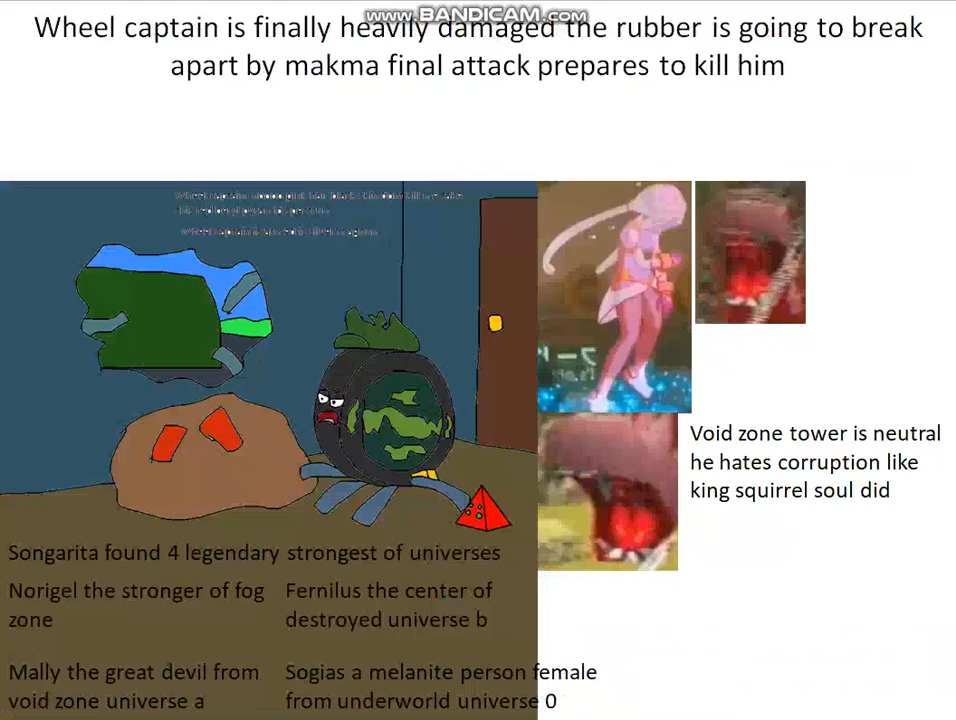 www.BANDICAM.com
Wheel captain is finally heavily damaged the rubber is going to break
apart by makma final attack prepares to kill him
Void zone tower is neutral
he hates corruption like
king squirrel soul did
Songarita found 4 legendary strongest of universes
Norigel the stronger of fog
zone
Fernilus the center of
destroyed universe b
Mally the great devil from
void zone universe a
Sogias a melanite person female
from underworld universe 0